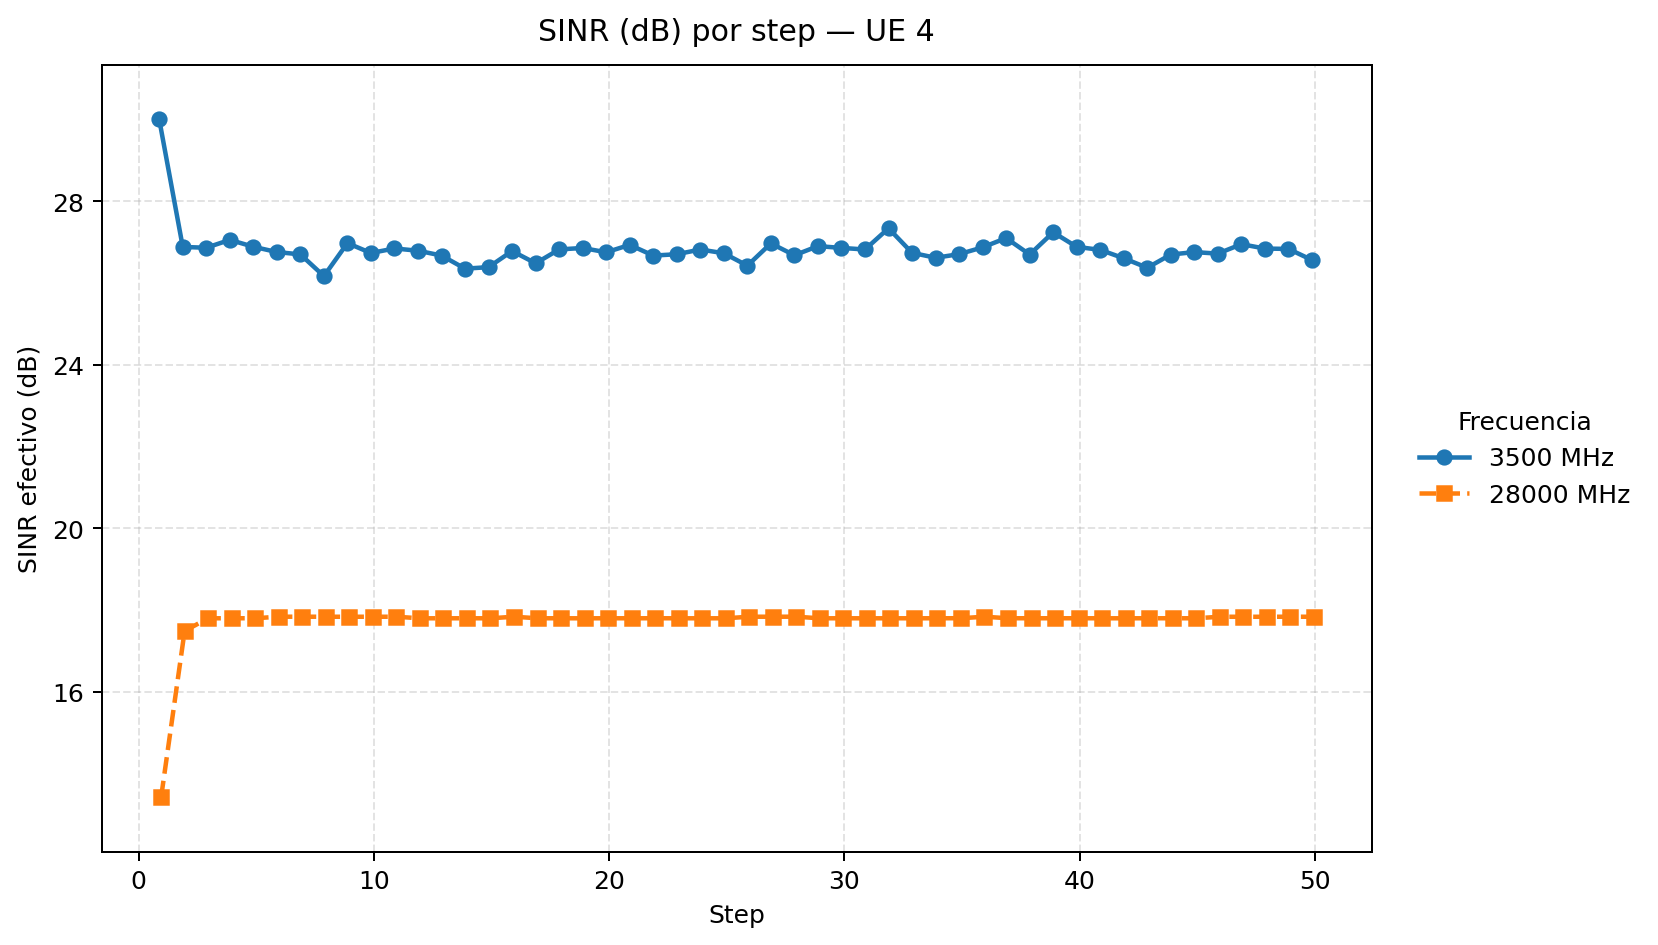 SINR (dB) por step — UE 4
SINR efectivo (dB)
28
24
20
16
0 10 20 30 40 50
Step
Frecuencia
3500 MHz
28000 MHz